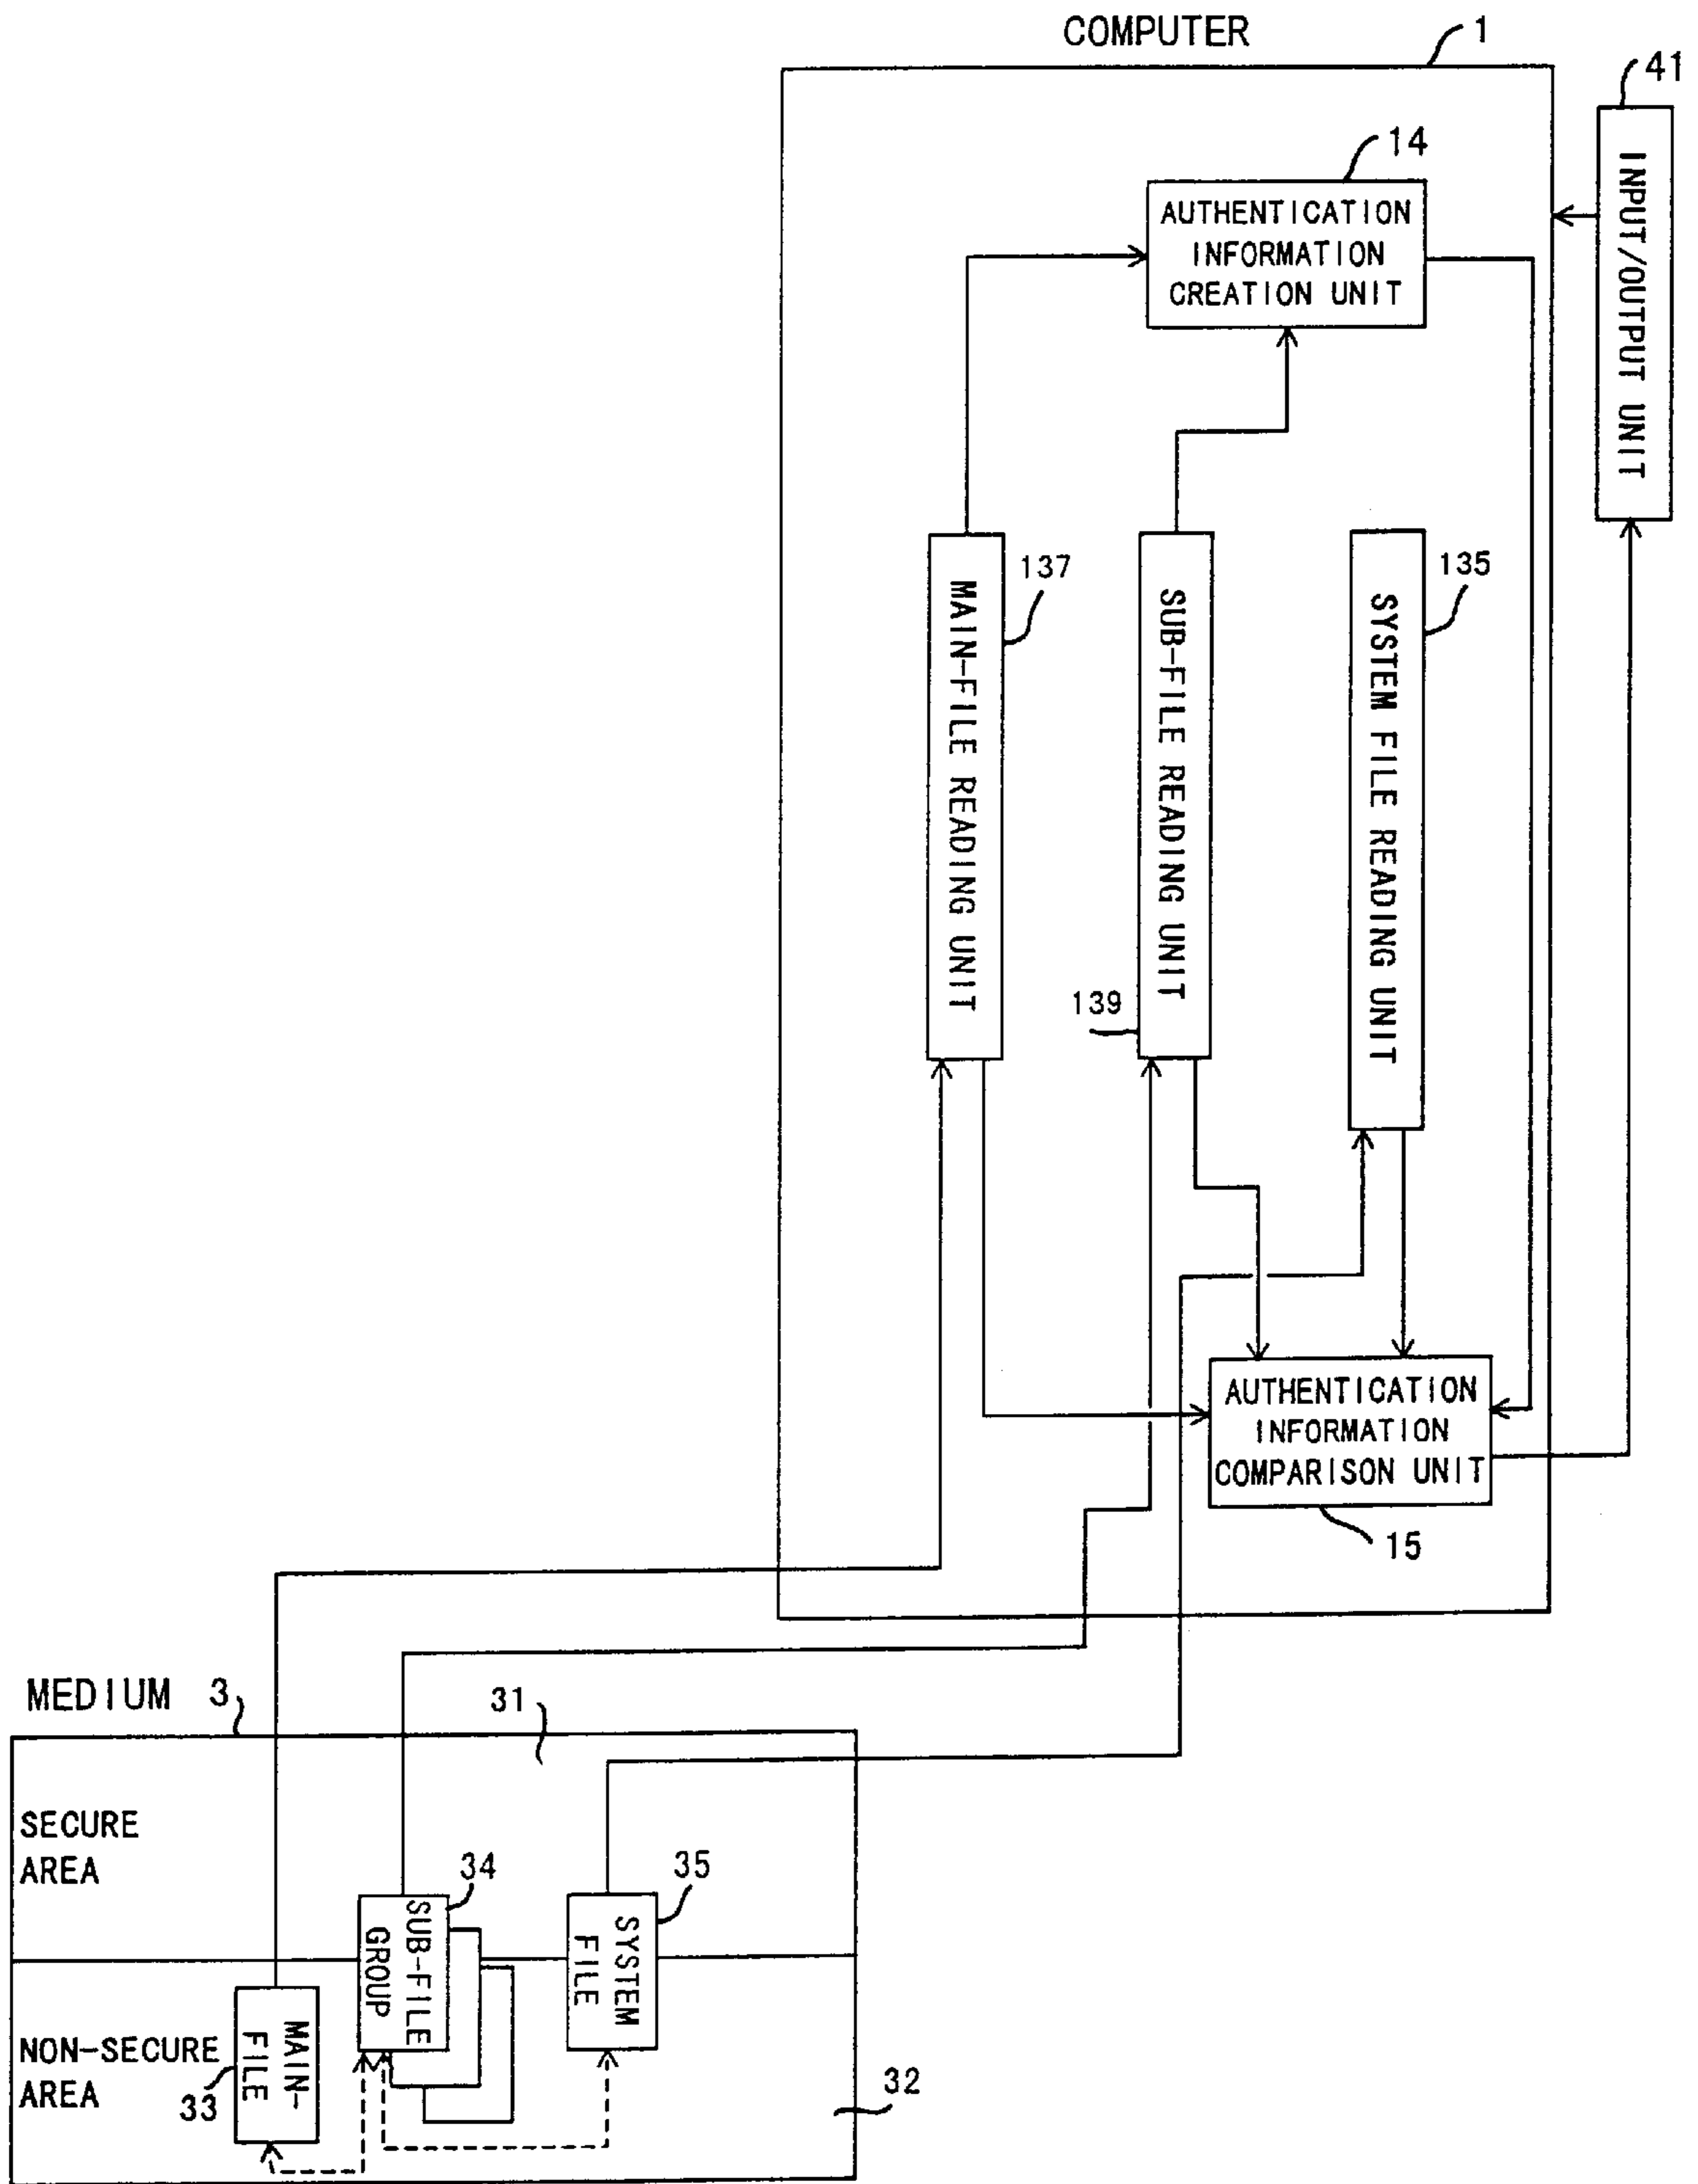 COMPUTER
1
41
INPUT/OUTPUT UNIT
14
AUTHENTICATION
INFORMATION
CREATION UNIT
137
MAIN-FILE READING UNIT
139
SUB-FILE READING UNIT
135
SYSTEM FILE READING UNIT
AUTHENTICATION
INFORMATION
COMPARISON UNIT
15
MEDIUM
3
31
SECURE
AREA
34
SUB-FILE
GROUP
35
SYSTEM
FILE
NON-SECURE
AREA
33
MAIN-
FILE
32